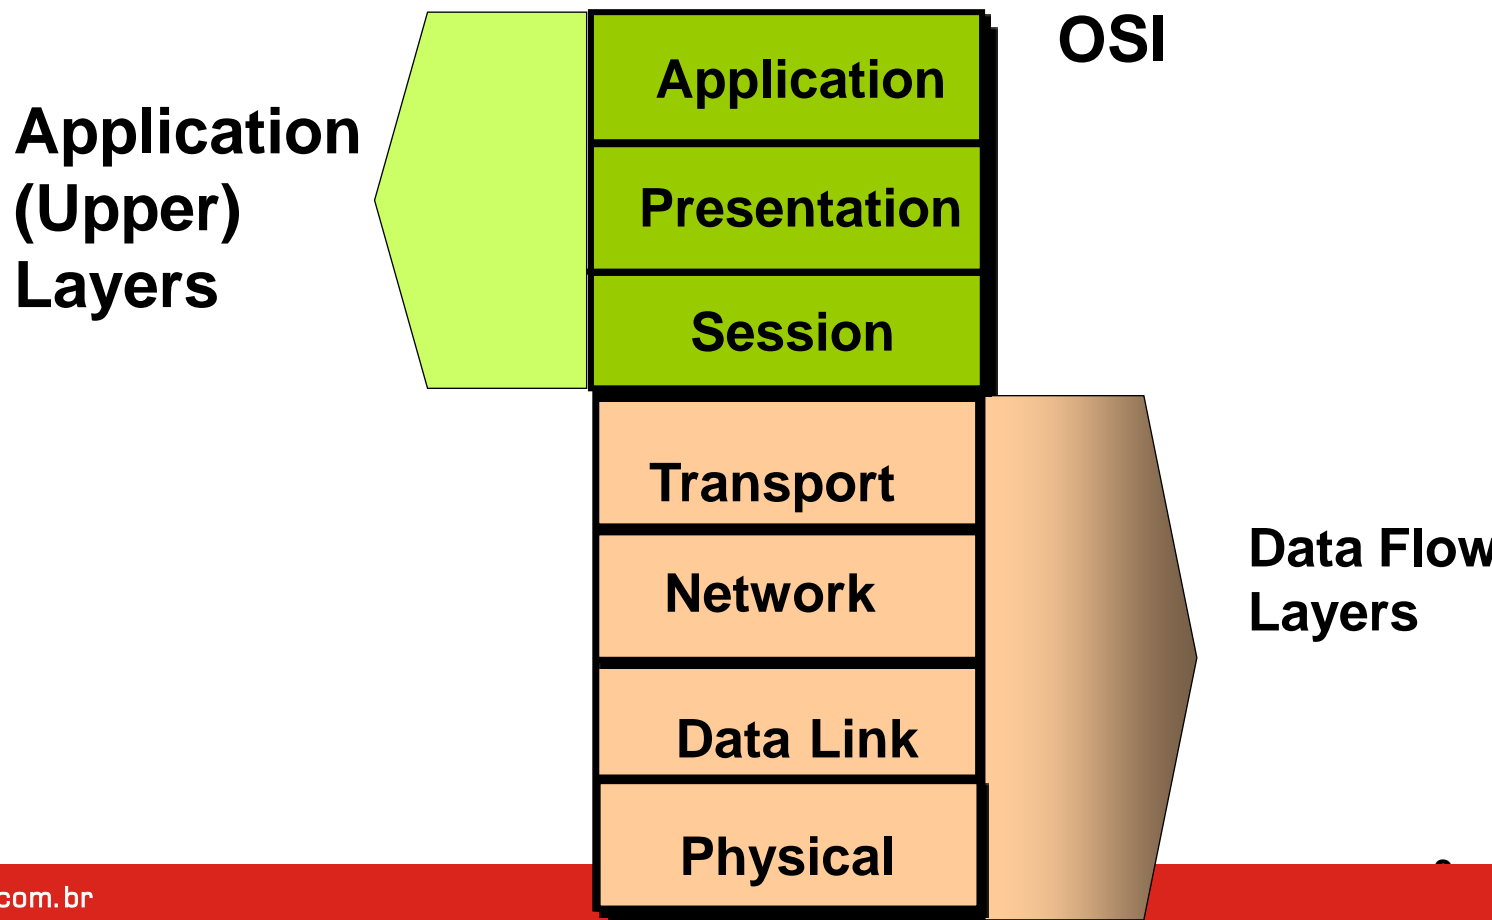 OSI
Application
Presentation
Session
Application
(Upper)
Layers
Transport
Network
Data Link
Physical
Data Flow
Layers
com.br